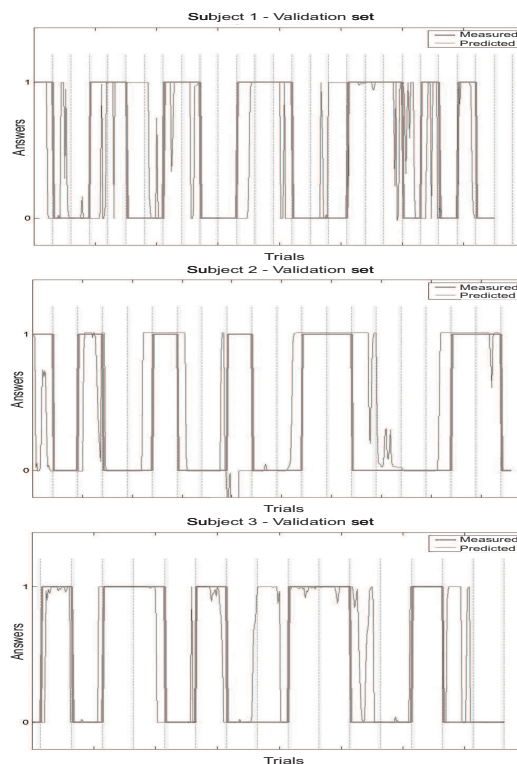 Subject 1 - Validation set
Measured
Predicted
1
Answers
0
Trials
Subject 2 - Validation set
Measured
Predicted
1
Answers
0
Trials
Subject 3 - Validation set
Measured
Predicted
1
Answers
0
Trials